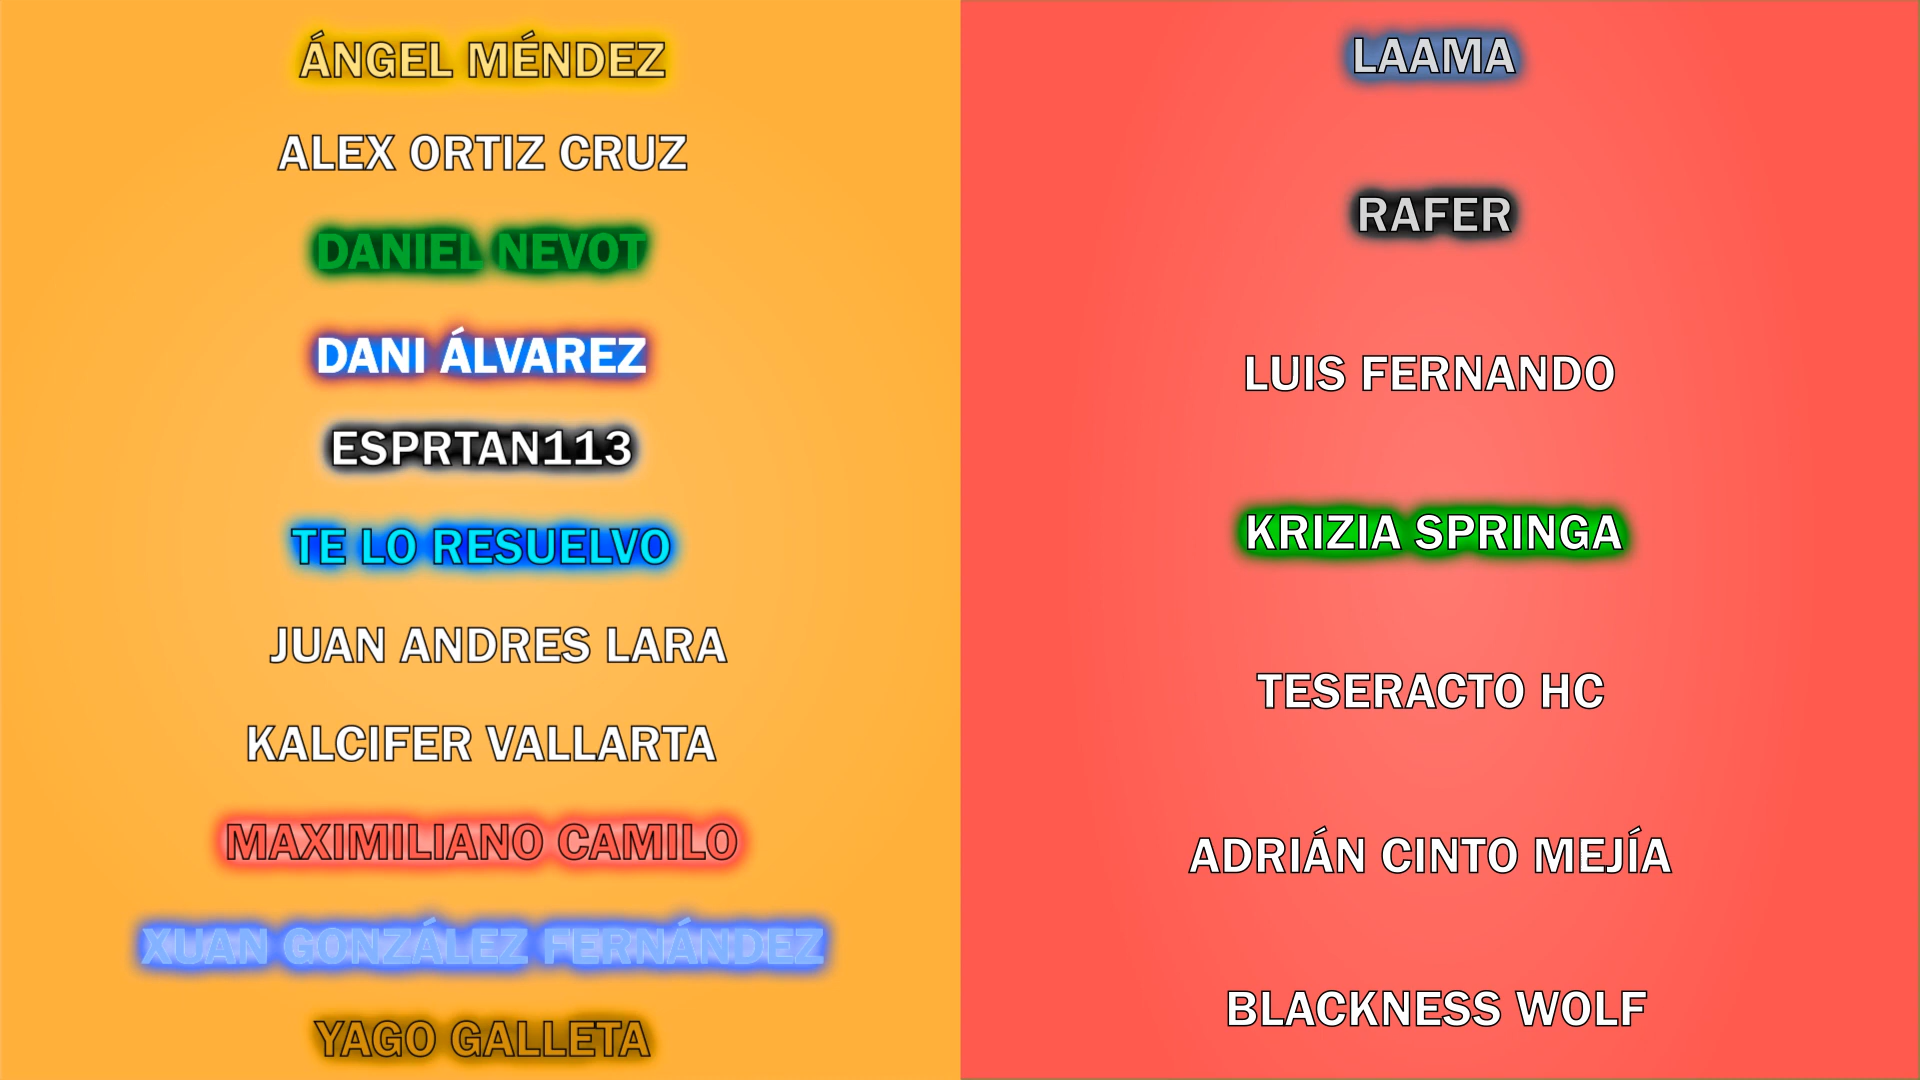 ÁNGEL MÉNDEZ
ALEX ORTIZ CRUZ
DANIEL NEVOT
DANI ÁLVAREZ
ESPRTAN113
TE LO RESUELVO
JUAN ANDRES LARA
KALCIFER VALLARTA
MAXIMILIANO CAMILO
XUAN GONZÁLEZ FERNÁNDEZ
YAGO GALLETA
LAAMA
RAFER
LUIS FERNANDO
KRIZIA SPRINGA
TESERACTO HC
ADRIÁN CINTO MEJÍA
BLACKNESS WOLF